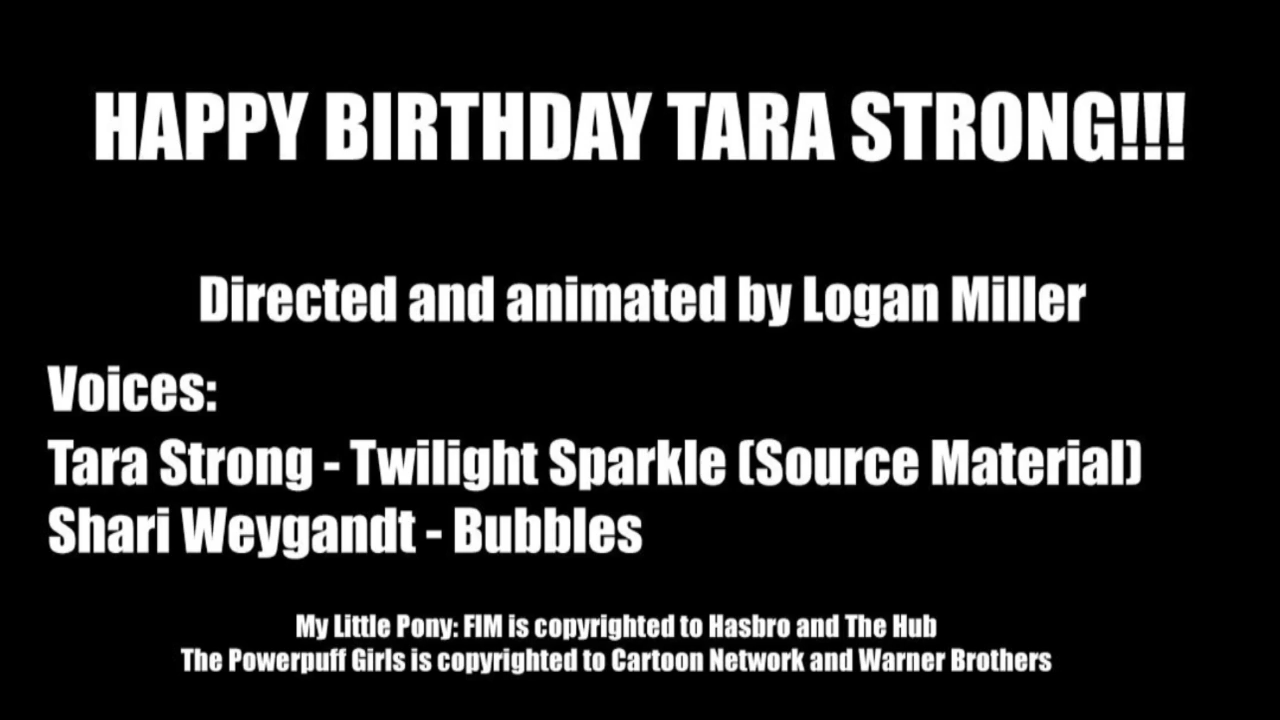 HAPPY BIRTHDAY TARA STRONG!!!
Directed and animated by Logan Miller
Voices:
Tara Strong - Twilight Sparkle (Source Material)
Shari Weygandt - Bubbles
My Little Pony: FIM is copyrighted to Hasbro and The Hub
The Powerpuff Girls is copyrighted to Cartoon Network and Warner Brothers